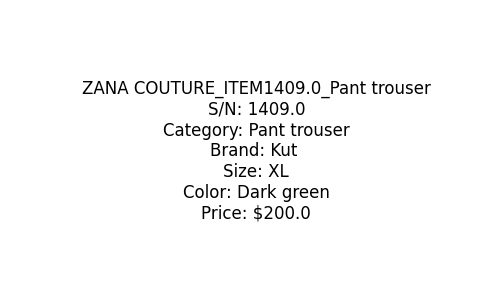 ZANA COUTURE_ITEM1409.0_Pant trouser
S/N: 1409.0
Category: Pant trouser
Brand: Kut
Size: XL
Color: Dark green
Price: $200.0